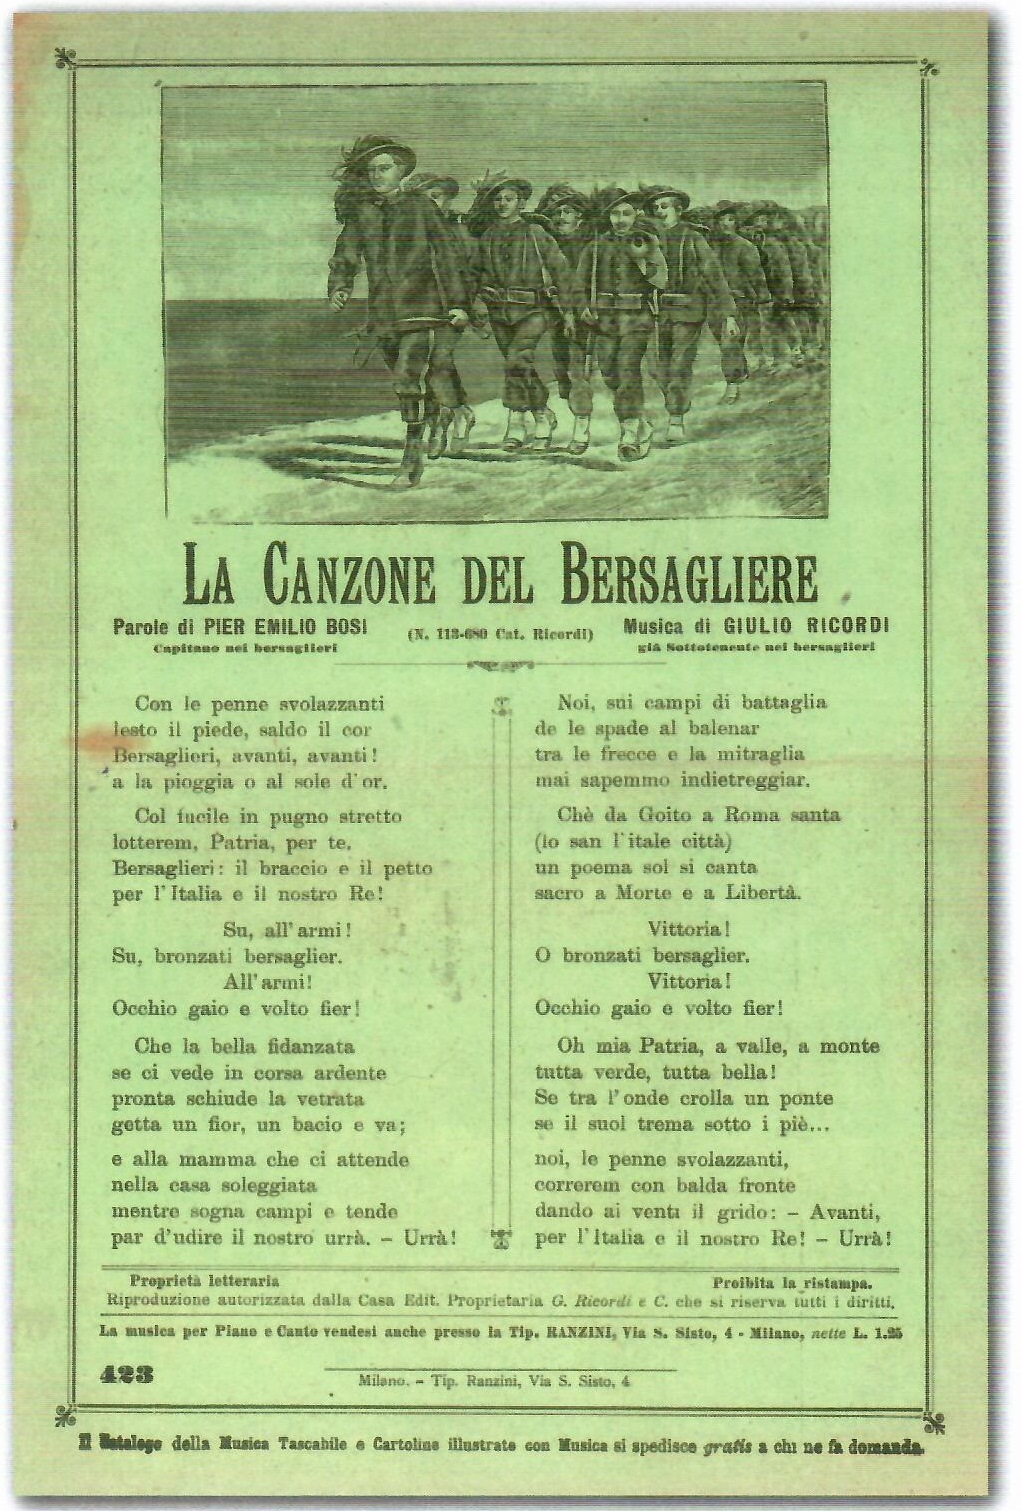 LA CANZONE DEL BERSAGLIERE
Parole di PIER EMILIO BOSI
Capitano nei bersaglieri
(N. 113-680 Cat. Ricordi)
Musica di GIULIO RICORDI
già Sottotenente nei bersaglieri
Con le penne svolazzanti
lesto il piede, saldo il cor
Bersaglieri, avanti, avanti!
a la pioggia o al sole d'or.
Col fucile in pugno stretto
lotterem, Patria, per te.
Bersaglieri: il braccio e il petto
per l'Italia e il nostro Re!
Su, all'armi!
Su, bronzati bersaglier.
All'armi!
Occhio gaio e volto fier!
Che la bella fidanzata
se ci vede in corsa ardente
pronta schiude la vetrata
getta un fior, un bacio e va;
e alla mamma che ci attende
nella casa soleggiata
mentre sogna campi e tende
par d'udire il nostro urrà. – Urrà!
Noi, sui campi di battaglia
de le spade al balenar
tra le frecce e la mitraglia
mai sapemmo indietreggiar.
Chè da Goito a Roma santa
(lo san l'itale città)
un poema sol si canta
sacro a Morte e a Libertà.
Vittoria!
O bronzati bersaglier.
Vittoria!
Occhio gaio e volto fier!
Oh mia Patria, a valle, a monte
tutta verde, tutta bella!
Se tra l'onde crolla un ponte
se il suol trema sotto i piè...
noi, le penne svolazzanti,
correrem con balda fronte
dando ai venti il grido: – Avanti,
per l'Italia e il nostro Re! – Urrà!
Proprietà letteraria
Proibita la ristampa.
Riproduzione autorizzata dalla Casa Edit. Proprietaria G. Ricordi e C. che si riserva tutti i diritti.
La musica per Piano e Canto vendesi anche presso la Tip. RANZINI, Via S. Sisto, 4 - Milano, nette L. 1.25
423
Milano. – Tip. Ranzini, Via S. Sisto, 4
Il Catalogo della Musica Tascabile e Cartoline illustrate con Musica si spedisce gratis a chi ne fa domanda.